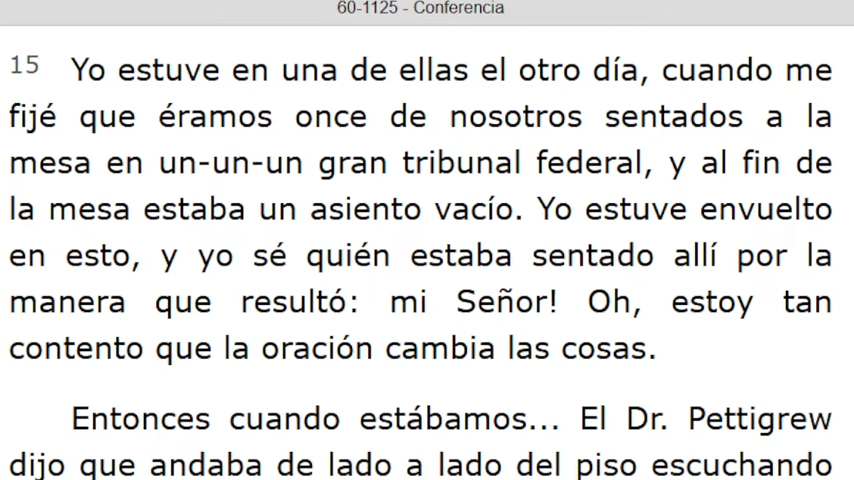 60-1125 - Conferencia
15 Yo estuve en una de ellas el otro día, cuando me
fijé que éramos once de nosotros sentados a la
mesa en un-un-un gran tribunal federal, y al fin de
la mesa estaba un asiento vacío. Yo estuve envuelto
en esto, y yo sé quién estaba sentado allí por la
manera que resultó: mi Señor! Oh, estoy tan
contento que la oración cambia las cosas.
Entonces cuando estábamos... El Dr. Pettigrew
dijo que andaba de lado a lado del piso escuchando